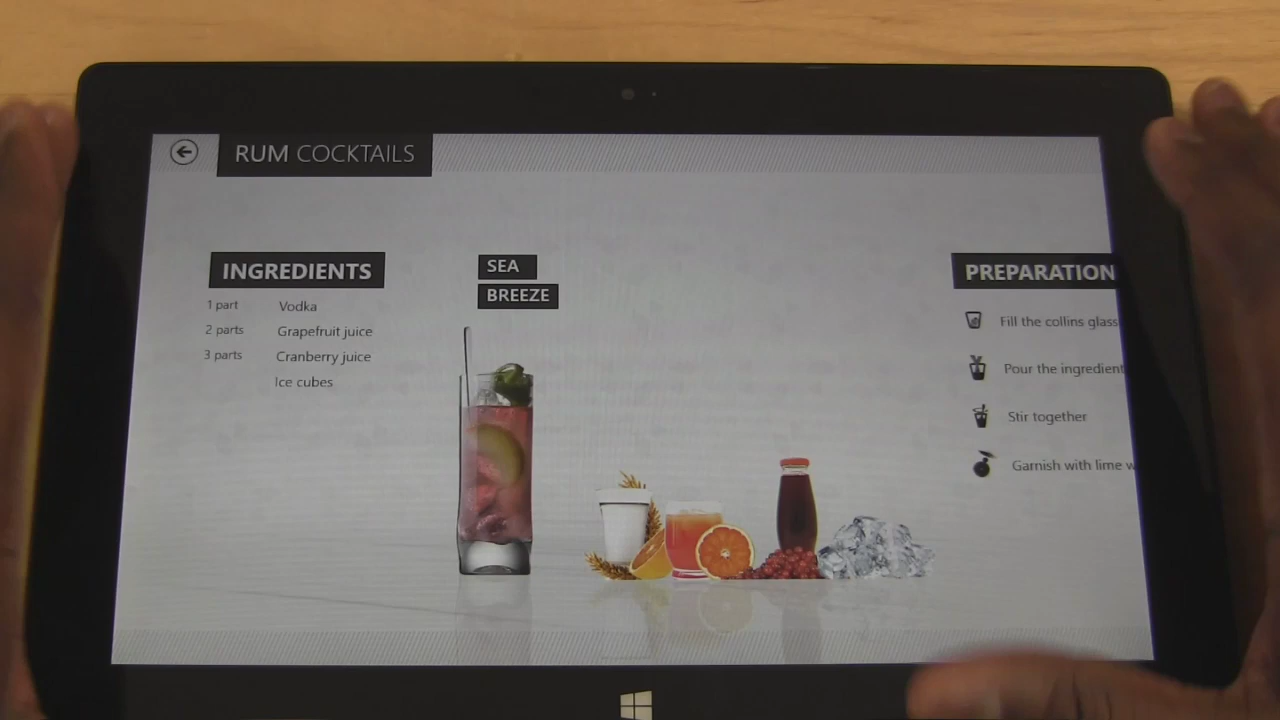 RUM COCKTAILS
INGREDIENTS
1 part Vodka
2 parts Grapefruit juice
3 parts Cranberry juice
Ice cubes
SEA
BREEZE
PREPARATION
Fill the collins glass
Pour the ingredient
Stir together
Garnish with lime w